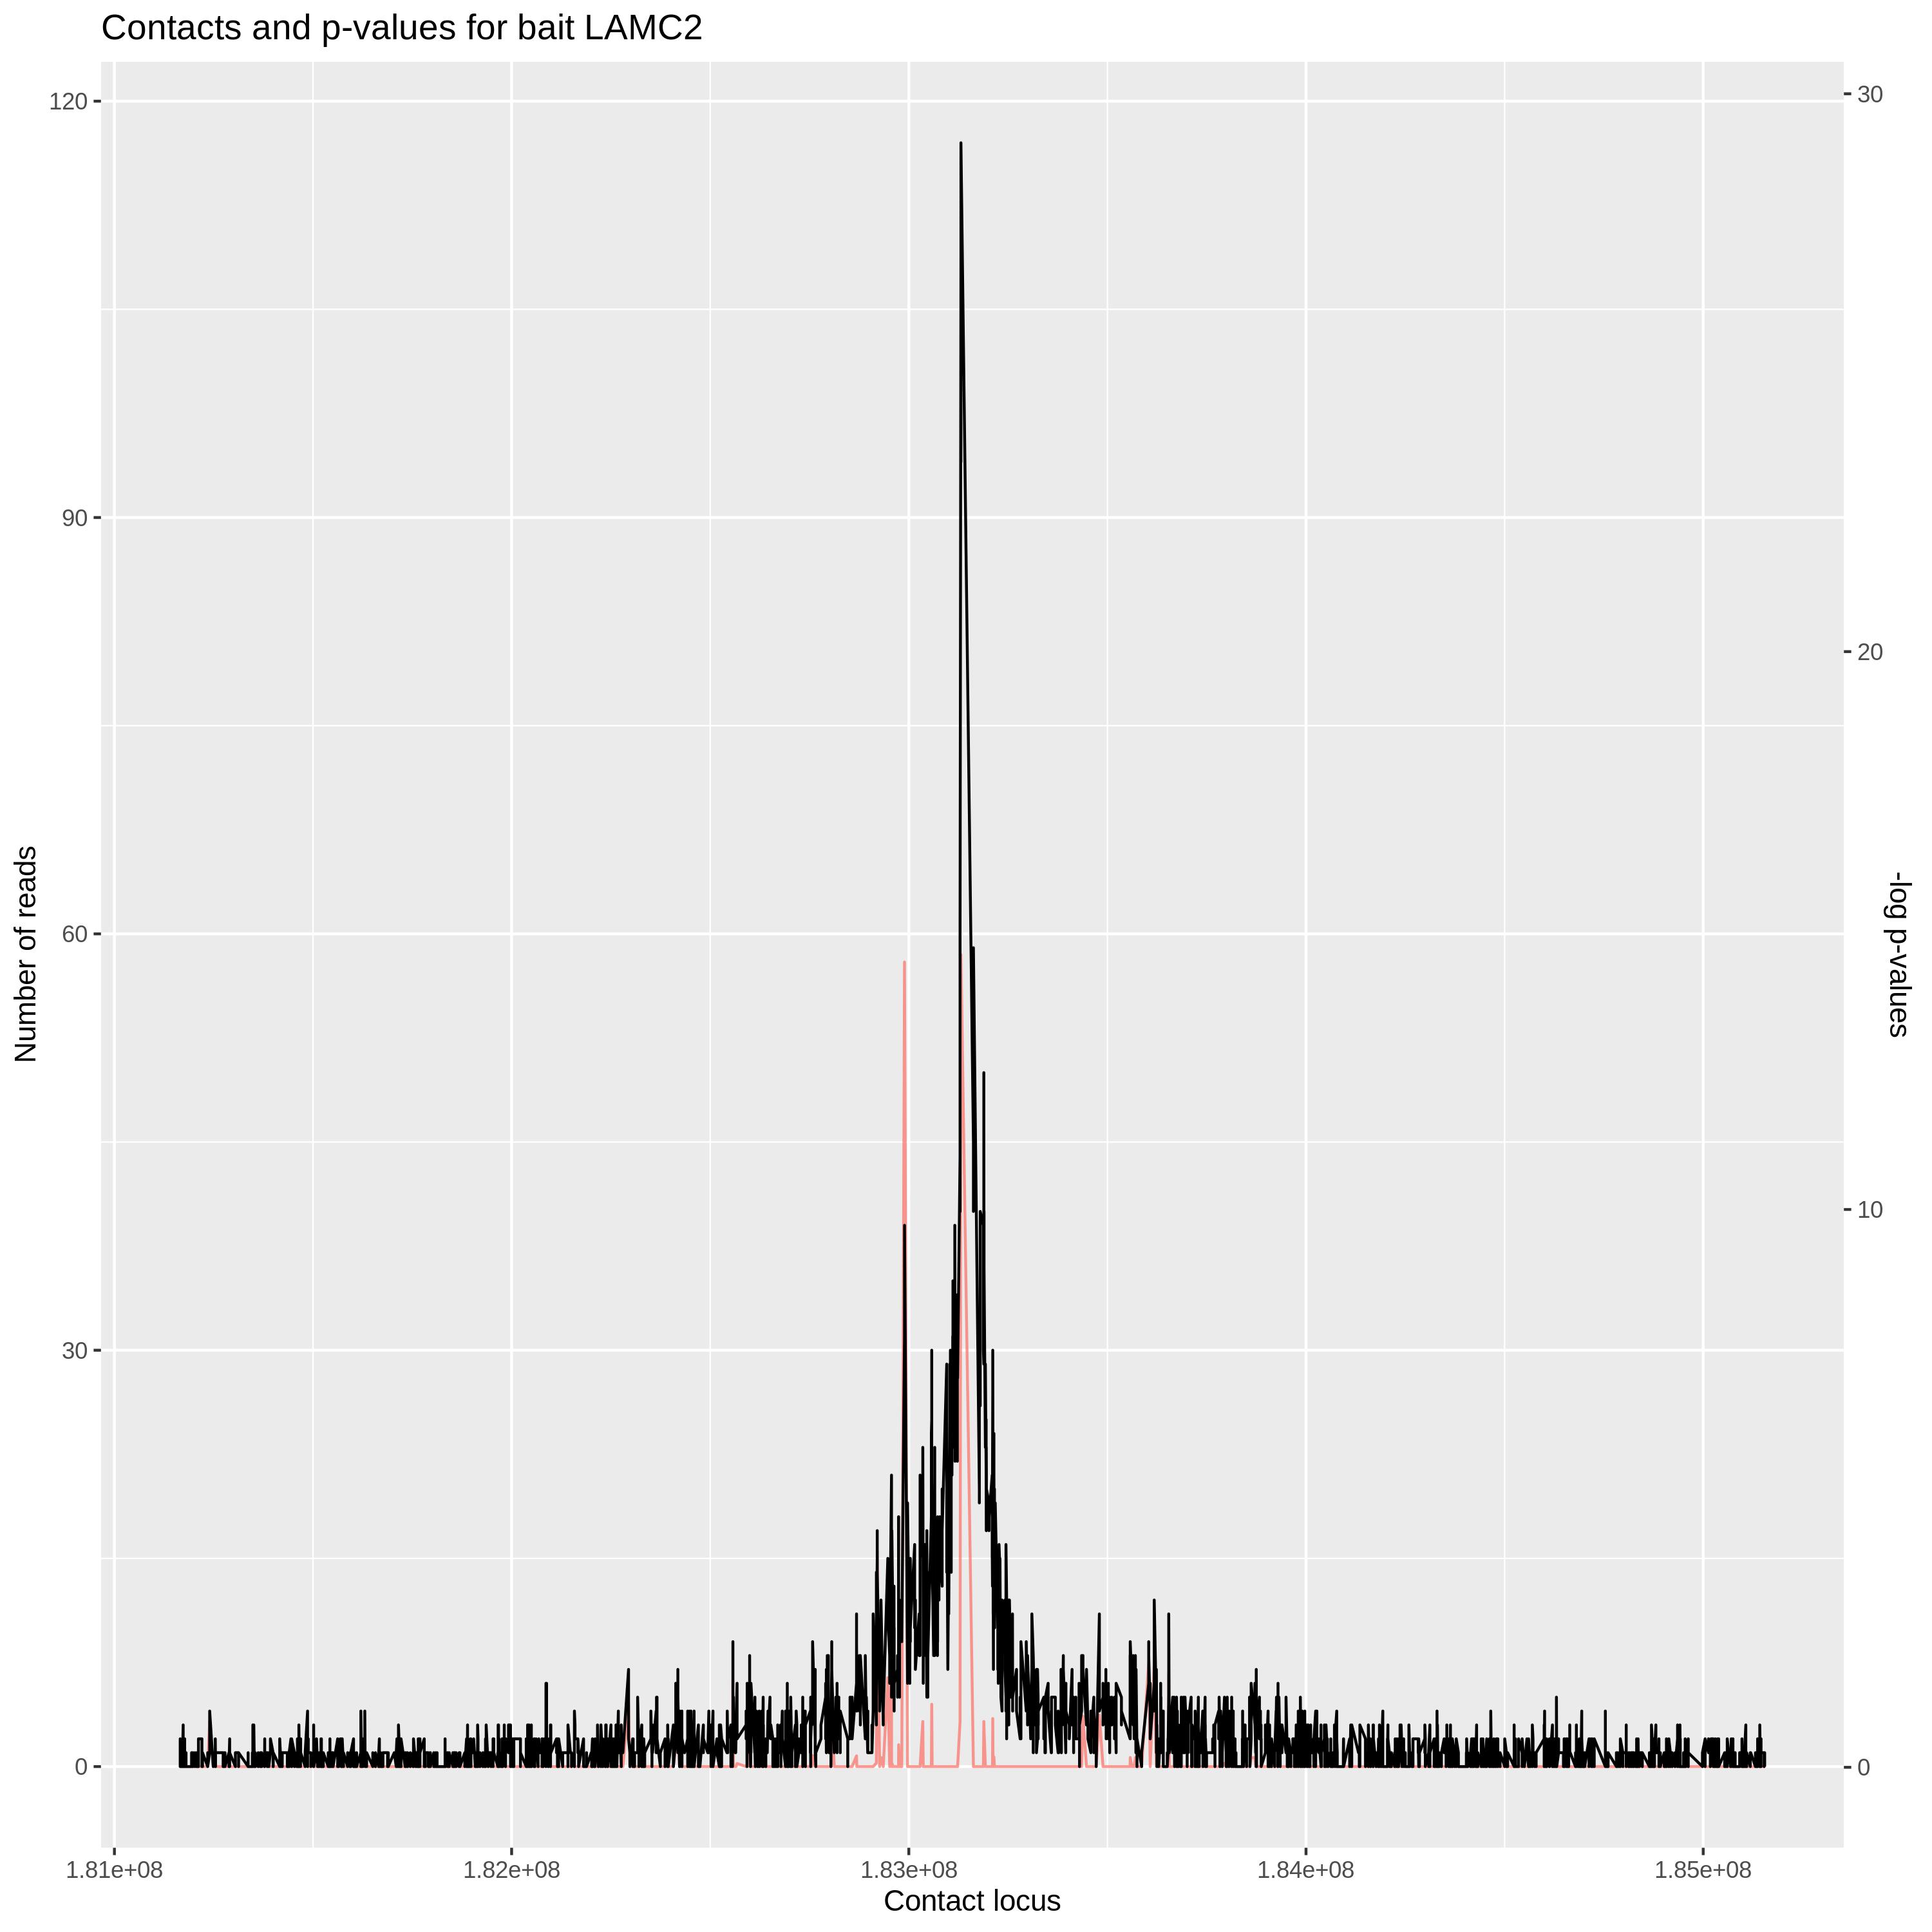 Contacts and p-values for bait LAMC2
120
90
60
30
0
Number of reads
30
20
10
0
-log p-values
1.81e+08
1.82e+08
1.83e+08
1.84e+08
1.85e+08
Contact locus